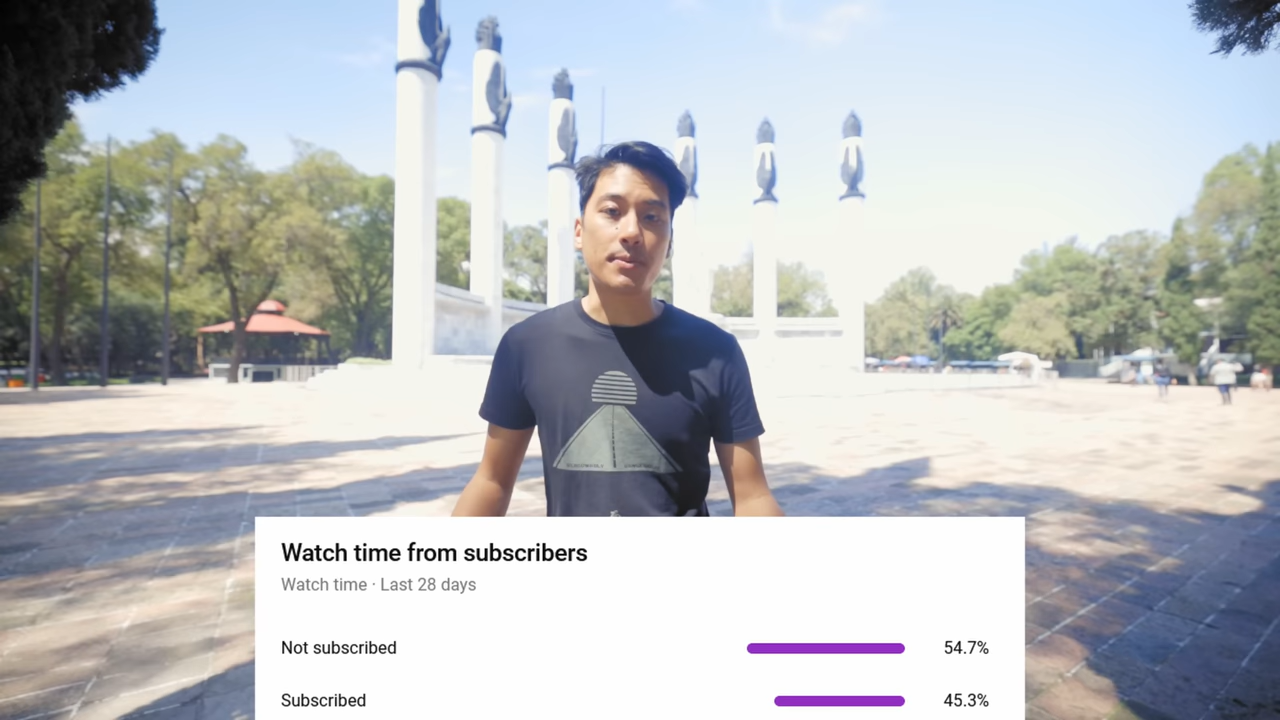 Watch time from subscribers
Watch time · Last 28 days
Not subscribed 54.7%
Subscribed 45.3%